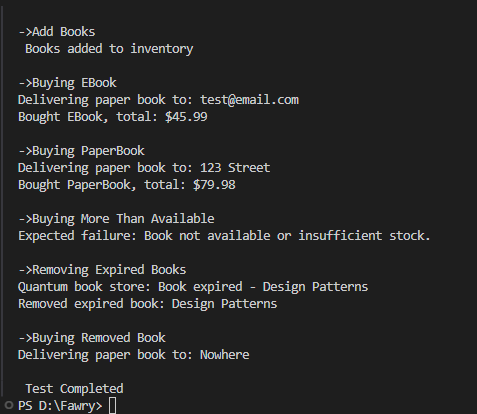 ->Add Books
Books added to inventory
->Buying EBook
Delivering paper book to: test@email.com
Bought EBook, total: $45.99
->Buying PaperBook
Delivering paper book to: 123 Street
Bought PaperBook, total: $79.98
->Buying More Than Available
Expected failure: Book not available or insufficient stock.
->Removing Expired Books
Quantum book store: Book expired - Design Patterns
Removed expired book: Design Patterns
->Buying Removed Book
Delivering paper book to: Nowhere
Test Completed
PS D:\Fawry>